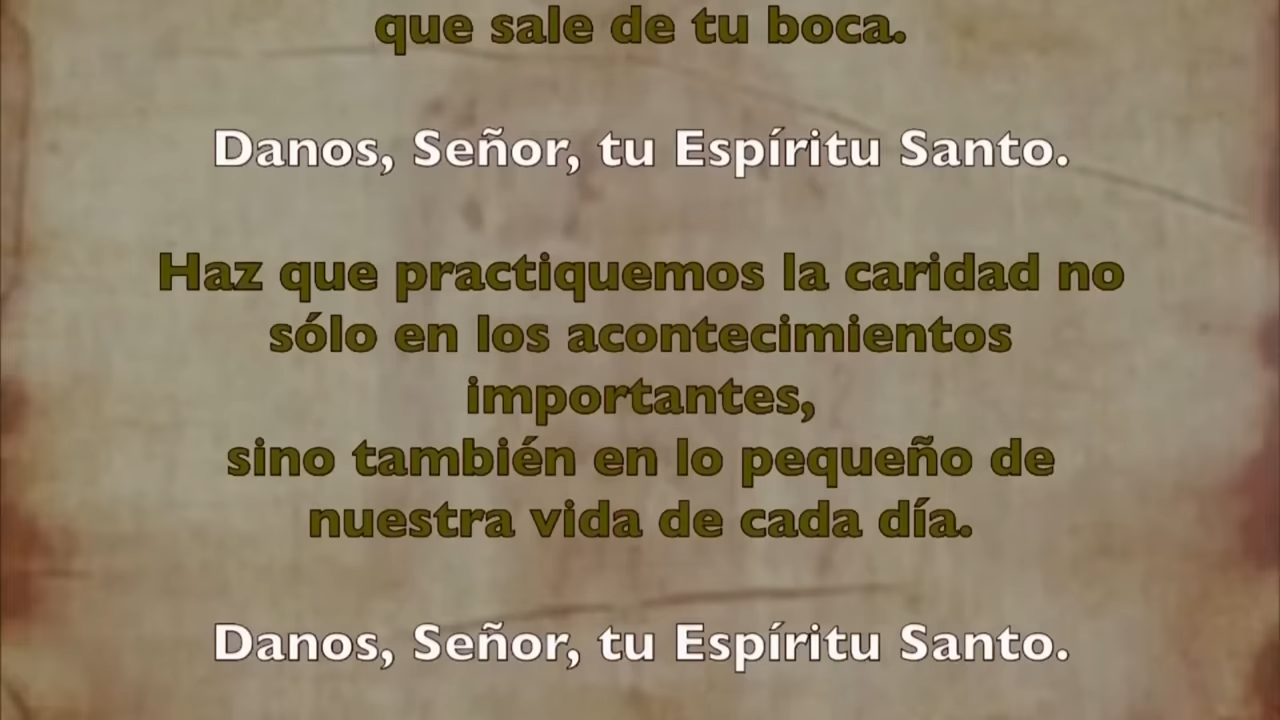 que sale de tu boca.
Danos, Señor, tu Espíritu Santo.
Haz que practiquemos la caridad no
sólo en los acontecimientos
importantes,
sino también en lo pequeño de
nuestra vida de cada día.
Danos, Señor, tu Espíritu Santo.